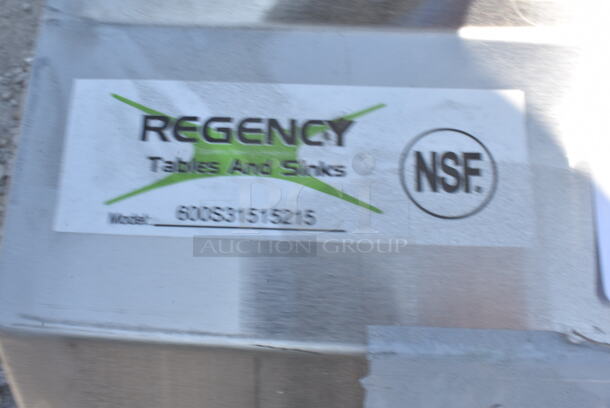 REGENCY
Tables And Sinks
NSF.
Model: 600S31515215
PCI
AUCTION GROUP